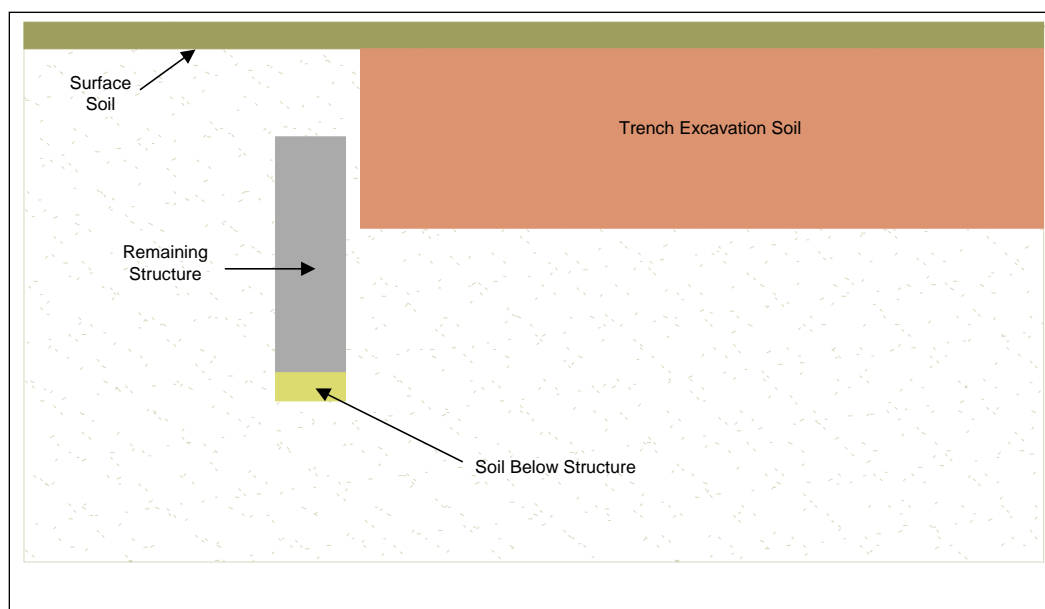 Surface
Soil
Trench Excavation Soil
Remaining
Structure
Soil Below Structure